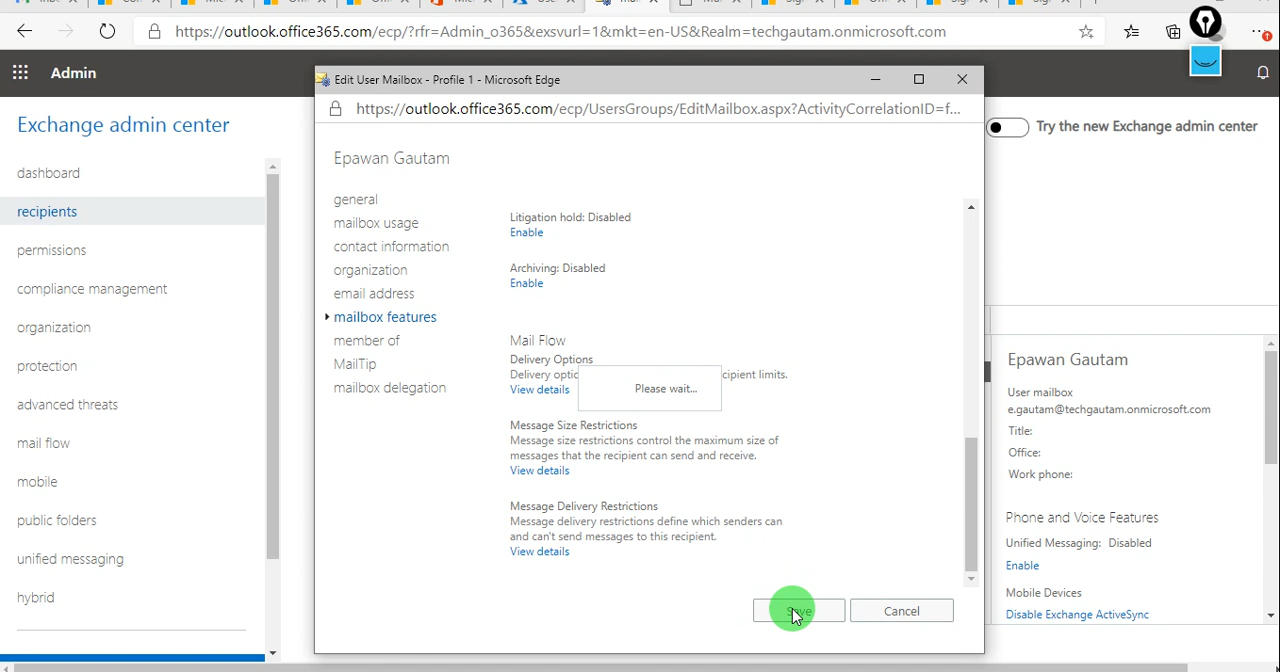 https://outlook.office365.com/ecp/?rfr=Admin_o365&exsvurl=1&mkt=en-US&Realm=techgautam.onmicrosoft.com
Admin
Exchange admin center
Try the new Exchange admin center
dashboard
recipients
permissions
compliance management
organization
protection
advanced threats
mail flow
mobile
public folders
unified messaging
hybrid
Edit User Mailbox - Profile 1 - Microsoft Edge
https://outlook.office365.com/ecp/UsersGroups/EditMailbox.aspx?ActivityCorrelationID=f...
Epawan Gautam
general
mailbox usage
contact information
organization
email address
mailbox features
member of
MailTip
mailbox delegation
Litigation hold: Disabled
Enable
Archiving: Disabled
Enable
Mail Flow
Delivery Options
Delivery optic
cipient limits.
View details
Please wait...
Message Size Restrictions
Message size restrictions control the maximum size of
messages that the recipient can send and receive.
View details
Message Delivery Restrictions
Message delivery restrictions define which senders can
and can't send messages to this recipient.
View details
Save
Cancel
Epawan Gautam
User mailbox
e.gautam@techgautam.onmicrosoft.com
Title:
Office:
Work phone:
Phone and Voice Features
Unified Messaging: Disabled
Enable
Mobile Devices
Disable Exchange ActiveSync